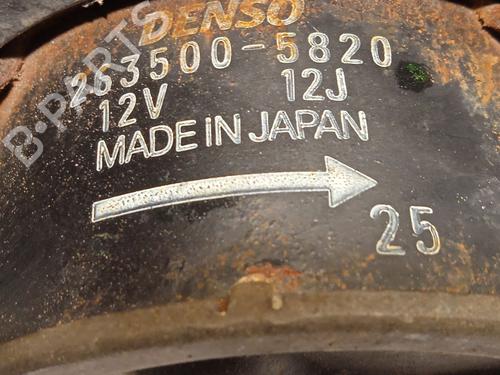 DENSO
263500-5820
12V 12J
MADE iN JAPAN
25
B-PARTS